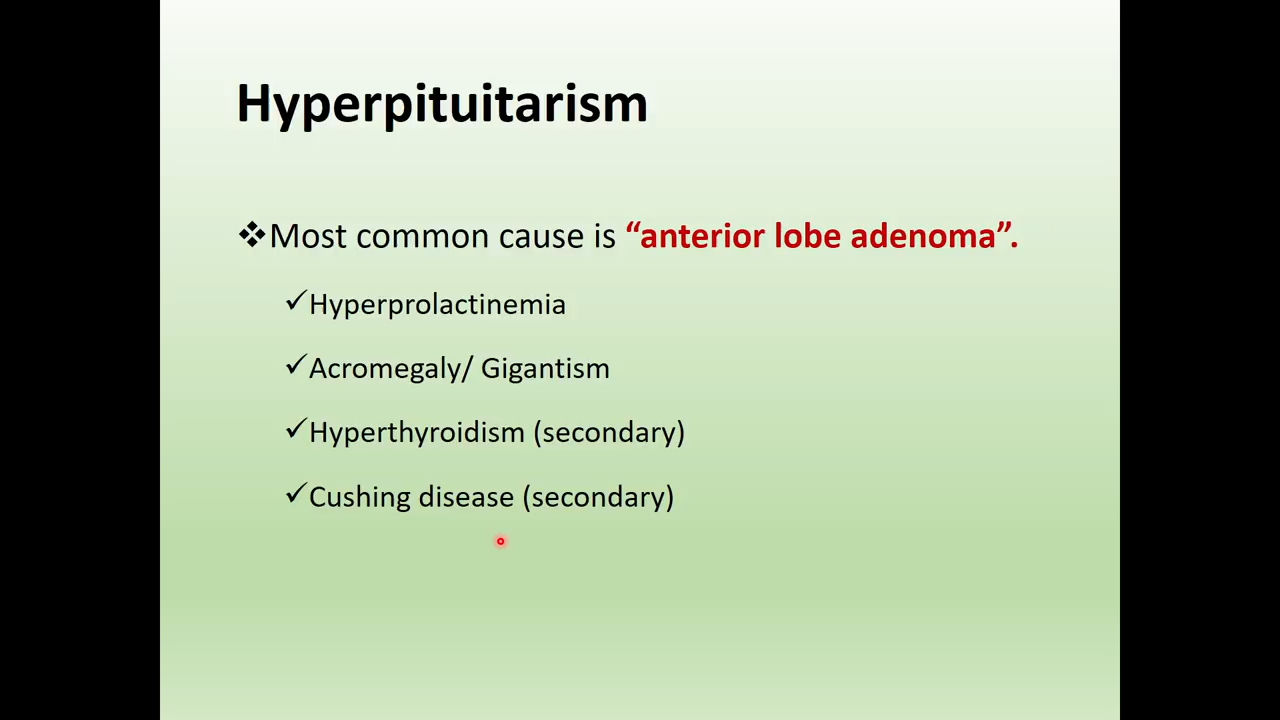 Hyperpituitarism
❖Most common cause is “anterior lobe adenoma”.
✓Hyperprolactinemia
✓Acromegaly/ Gigantism
✓Hyperthyroidism (secondary)
✓Cushing disease (secondary)